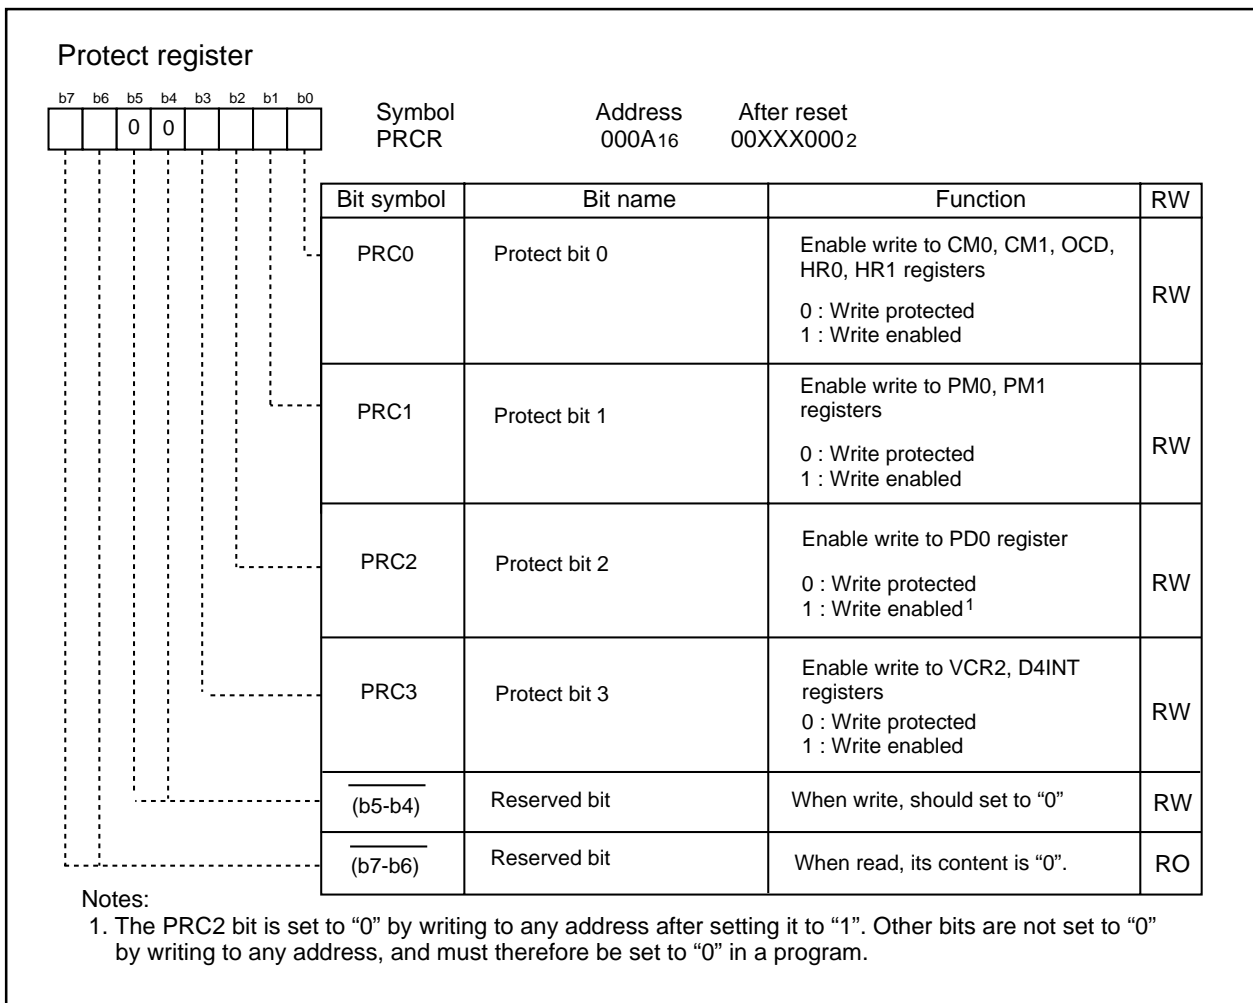 Protect register
b7 b6 b5 b4 b3 b2 b1 b0
0 0
Symbol Address After reset
PRCR 000A16 00XXX0002
Bit symbol Bit name Function RW
PRC0 Protect bit 0 Enable write to CM0, CM1, OCD,
HR0, HR1 registers
0 : Write protected
1 : Write enabled
RW
PRC1 Protect bit 1 Enable write to PM0, PM1
registers
0 : Write protected
1 : Write enabled
RW
PRC2 Protect bit 2 Enable write to PD0 register
0 : Write protected
1 : Write enabled1
RW
PRC3 Protect bit 3 Enable write to VCR2, D4INT
registers
0 : Write protected
1 : Write enabled
RW
(b5-b4) Reserved bit When write, should set to “0” RW
(b7-b6) Reserved bit When read, its content is “0”. RO
Notes:
1. The PRC2 bit is set to “0” by writing to any address after setting it to “1”. Other bits are not set to “0”
by writing to any address, and must therefore be set to “0” in a program.